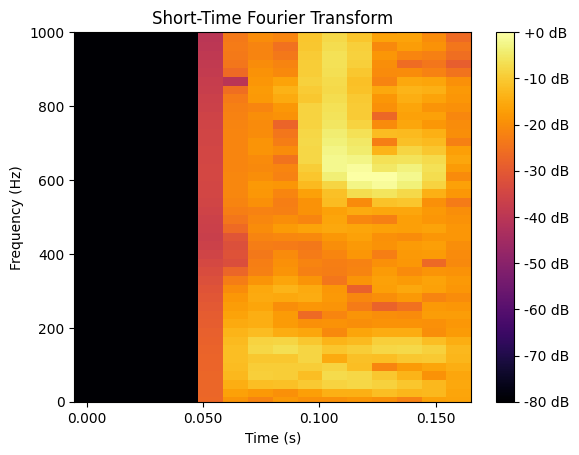 Short-Time Fourier Transform
1000
800
600
400
200
0
Frequency (Hz)
0.000
0.050
0.100
0.150
Time (s)
+0 dB
-10 dB
-20 dB
-30 dB
-40 dB
-50 dB
-60 dB
-70 dB
-80 dB